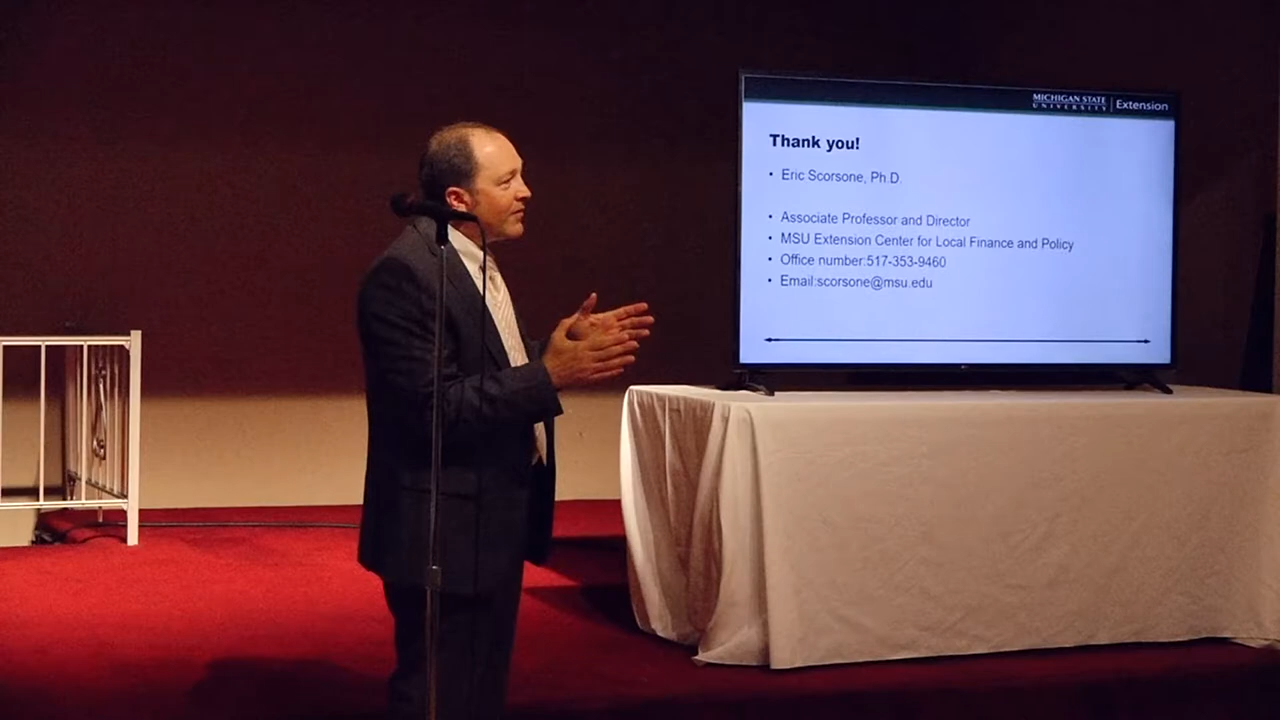 MICHIGAN STATE
UNIVERSITY
Extension
Thank you!
• Eric Scorsone, Ph.D.
• Associate Professor and Director
• MSU Extension Center for Local Finance and Policy
• Office number:517-353-9460
• Email:scorsone@msu.edu